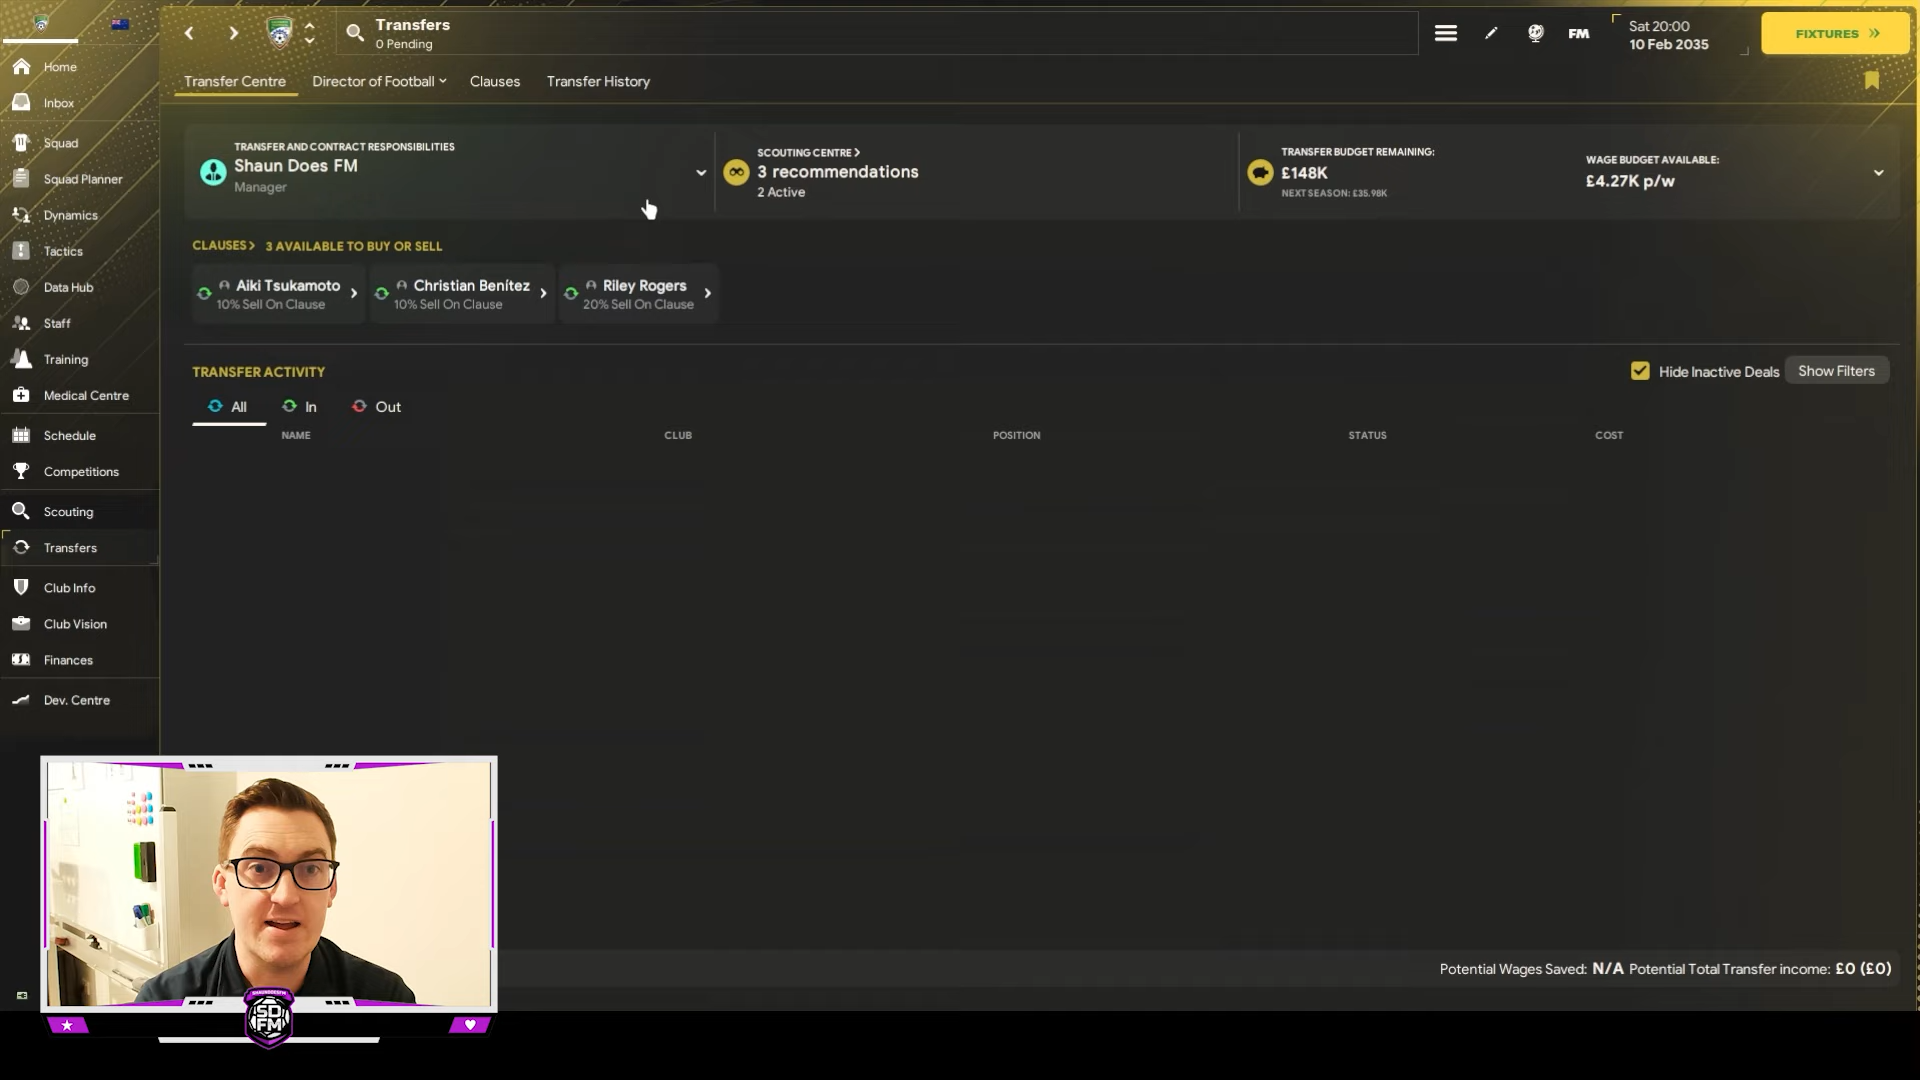 Transfers
0 Pending
FM
Sat 20:00
10 Feb 2035
FIXTURES
Home
Inbox
Squad
Squad Planner
Dynamics
Tactics
Data Hub
Staff
Training
Medical Centre
Schedule
Competitions
Scouting
Transfers
Club Info
Club Vision
Finances
Dev. Centre
Transfer Centre
Director of Football
Clauses
Transfer History
TRANSFER AND CONTRACT RESPONSIBILITIES
Shaun Does FM
Manager
SCOUTING CENTRE
3 recommendations
2 Active
TRANSFER BUDGET REMAINING:
£148K
NEXT SEASON: £35.98K
WAGE BUDGET AVAILABLE:
£4.27K p/w
CLAUSES 3 AVAILABLE TO BUY OR SELL
Aiki Tsukamoto
10% Sell On Clause
Christian Benítez
10% Sell On Clause
Riley Rogers
20% Sell On Clause
TRANSFER ACTIVITY
Hide Inactive Deals
Show Filters
All In Out
NAME CLUB POSITION STATUS COST
Potential Wages Saved: N/A Potential Total Transfer income: £0 (£0)
SHAUNDOESFM
SD
FM